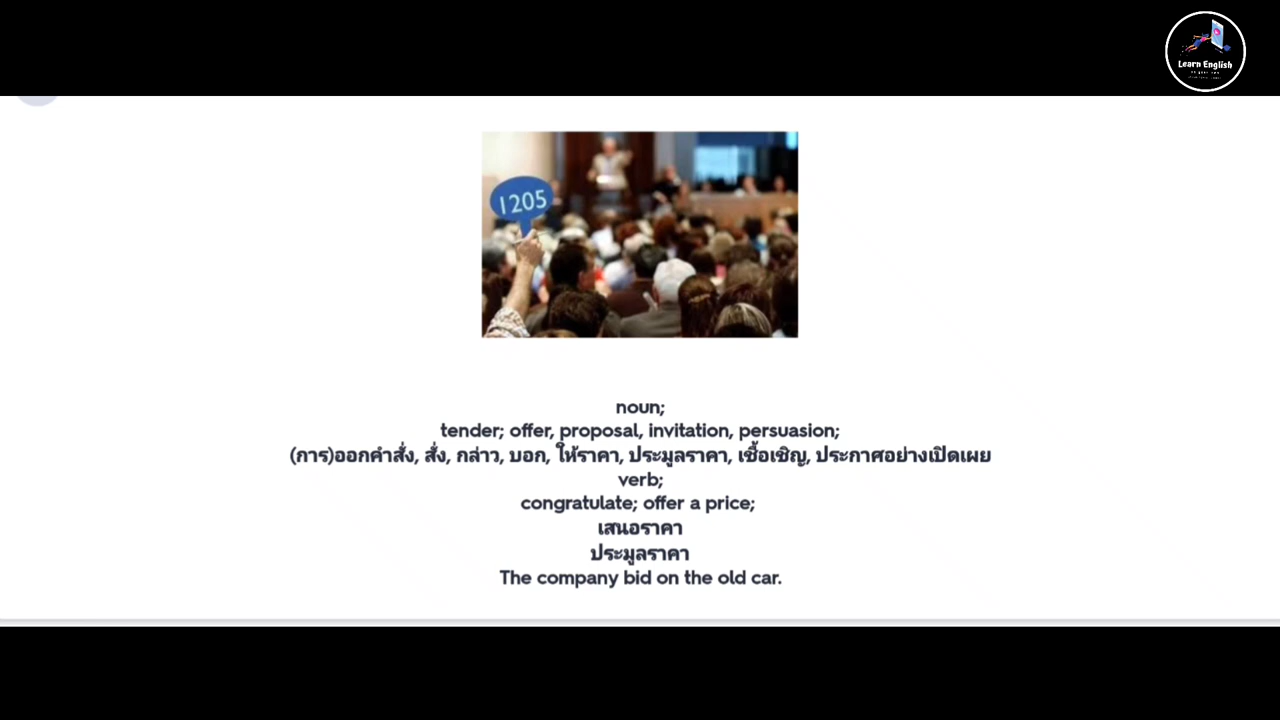 Learn English
1205
noun;
tender; offer, proposal, invitation, persuasion;
(การ)ออกคำสั่ง, สั่ง, กล่าว, บอก, ให้ราคา, ประมูลราคา, เชื้อเชิญ, ประกาศอย่างเปิดเผย
verb;
congratulate; offer a price;
เสนอราคา
ประมูลราคา
The company bid on the old car.